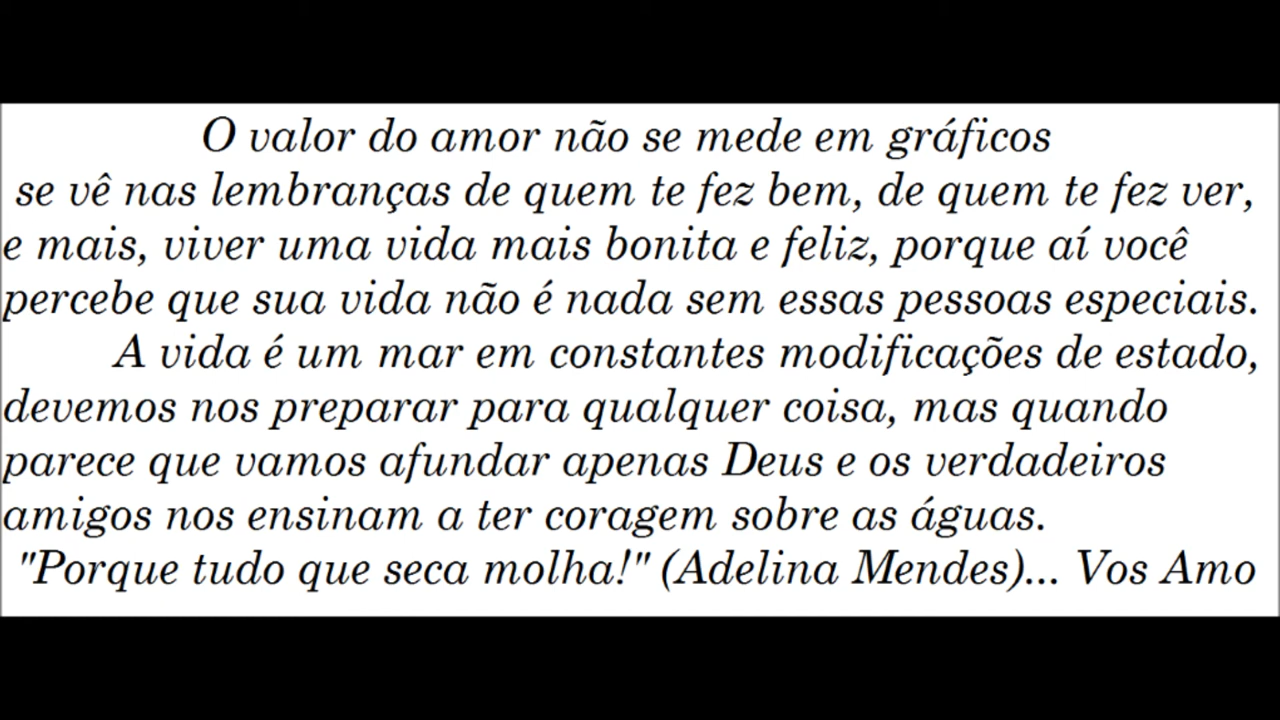 O valor do amor não se mede em gráficos
se vê nas lembranças de quem te fez bem, de quem te fez ver,
e mais, viver uma vida mais bonita e feliz, porque aí você
percebe que sua vida não é nada sem essas pessoas especiais.
A vida é um mar em constantes modificações de estado,
devemos nos preparar para qualquer coisa, mas quando
parece que vamos afundar apenas Deus e os verdadeiros
amigos nos ensinam a ter coragem sobre as águas.
"Porque tudo que seca molha!" (Adelina Mendes)... Vos Amo